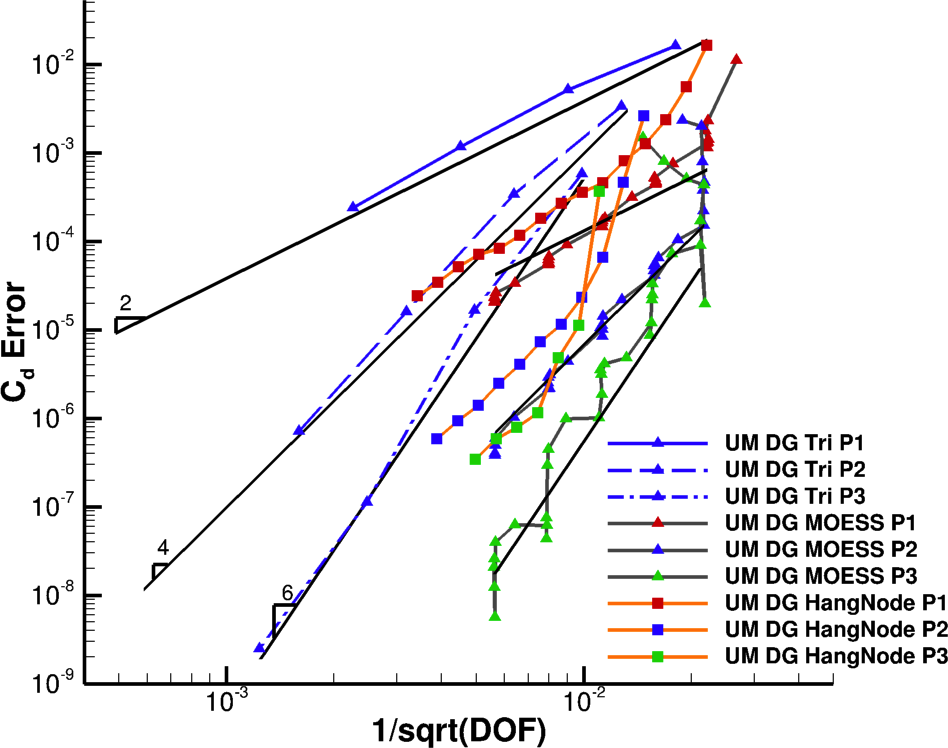 10-2
10-3
10-4
10-5
10-6
10-7
10-8
10-9
Cd Error
2
4
6
UM DG Tri P1
UM DG Tri P2
UM DG Tri P3
UM DG MOESS P1
UM DG MOESS P2
UM DG MOESS P3
UM DG HangNode P1
UM DG HangNode P2
UM DG HangNode P3
10-3 10-2
1/sqrt(DOF)